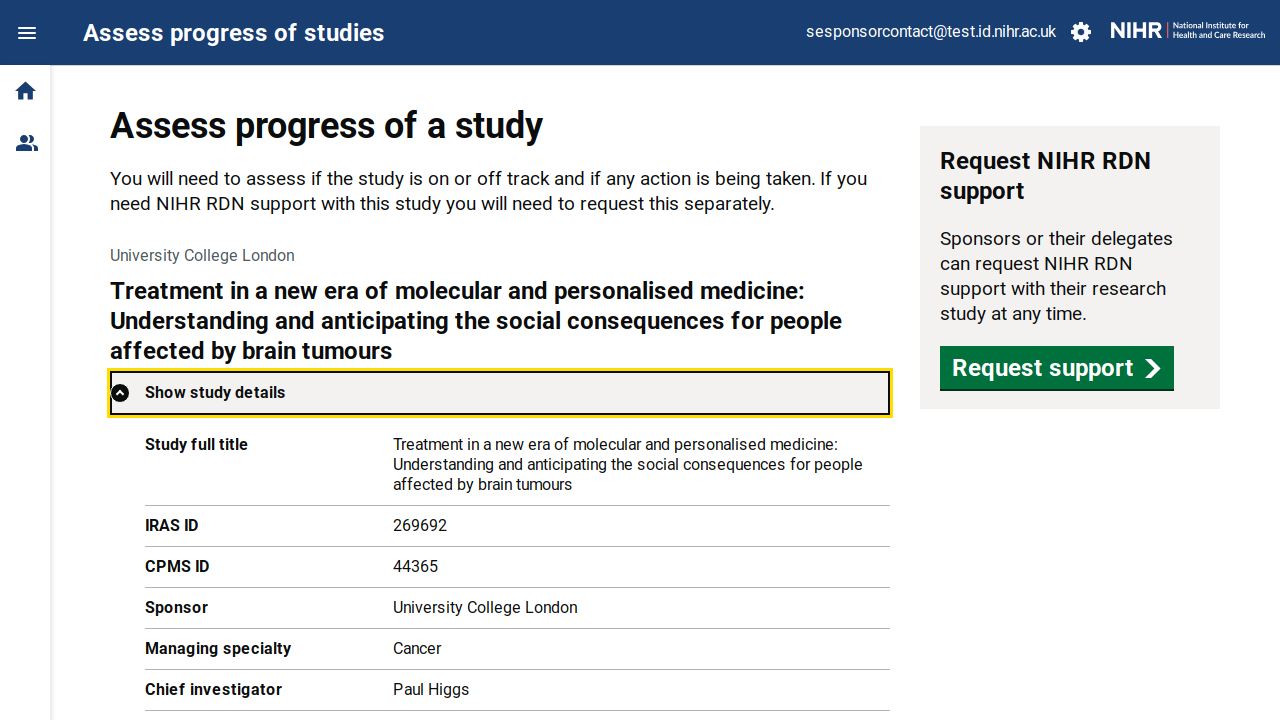 Assess progress of studies
sesponsorcontact@test.id.nihr.ac.uk
NIHR
National Institute for
Health and Care Research
Assess progress of a study
You will need to assess if the study is on or off track and if any action is being taken. If you
need NIHR RDN support with this study you will need to request this separately.
University College London
Treatment in a new era of molecular and personalised medicine:
Understanding and anticipating the social consequences for people
affected by brain tumours
Show study details
Study full title
Treatment in a new era of molecular and personalised medicine:
Understanding and anticipating the social consequences for people
affected by brain tumours
IRAS ID
269692
CPMS ID
44365
Sponsor
University College London
Managing specialty
Cancer
Chief investigator
Paul Higgs
Request NIHR RDN
support
Sponsors or their delegates
can request NIHR RDN
support with their research
study at any time.
Request support